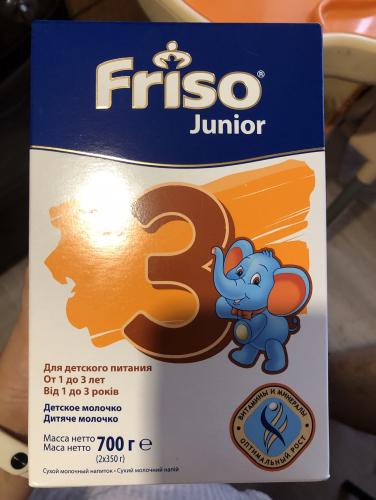 Friso®
Junior
3
Для детского питания
От 1 до 3 лет
Від 1 до 3 років
Детское молочко
Дитяче молочко
Масса нетто
Маса нетто
700 г ℮
(2х350 г)
Сухой молочный напиток • Сухий молочний напій
ВИТАМИНЫ И МИНЕРАЛЫ
ОПТИМАЛЬНЫЙ РОСТ